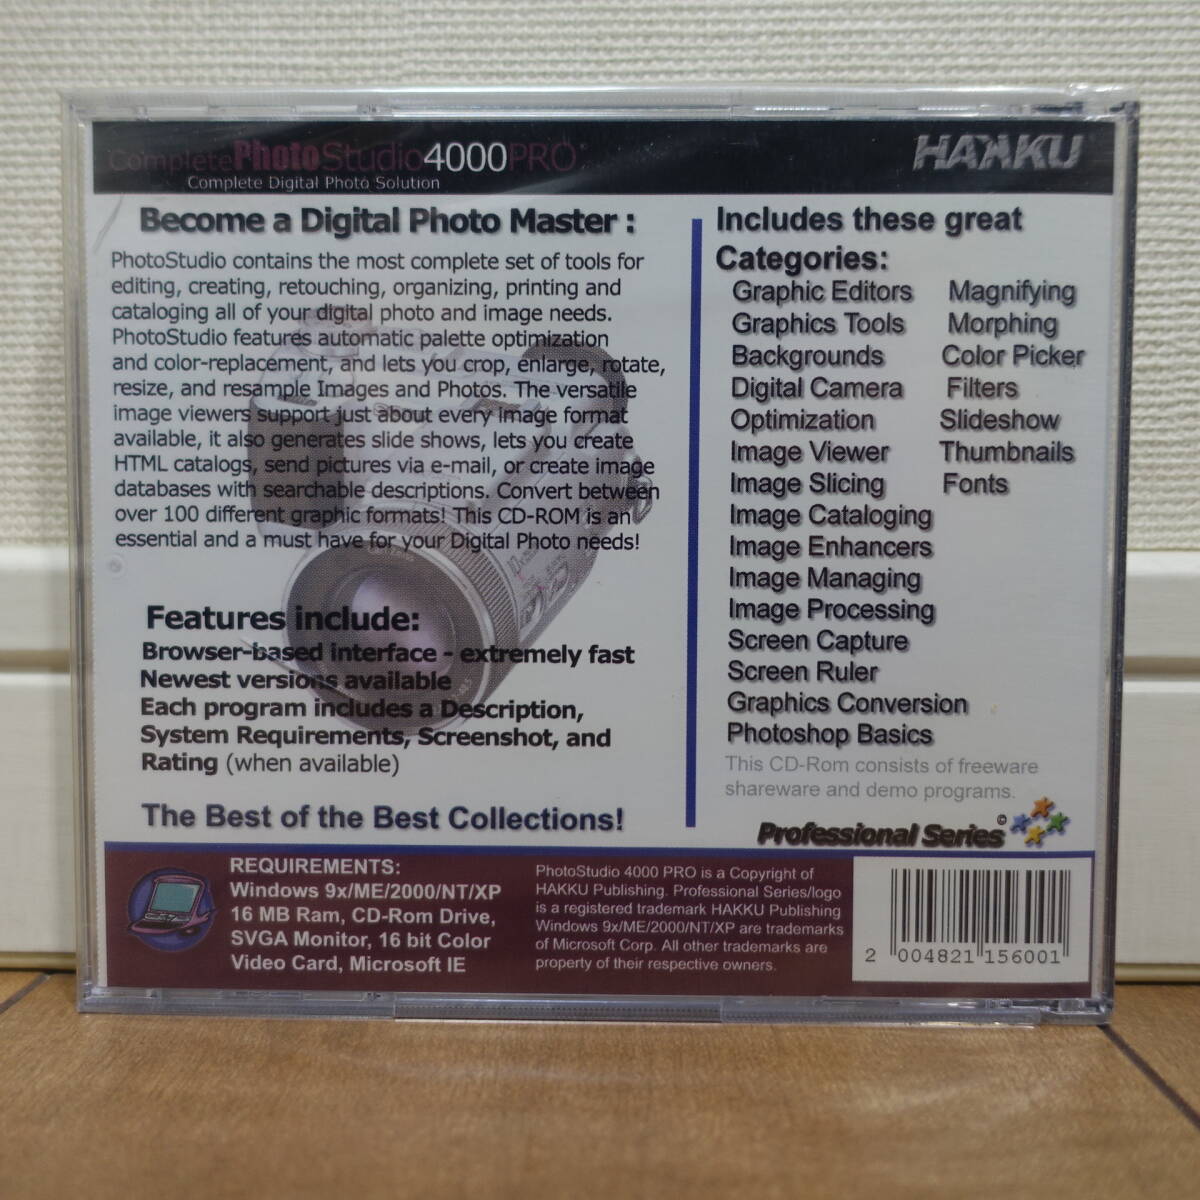 Complete PhotoStudio 4000 PRO
Complete Digital Photo Solution
HAKKU
Become a Digital Photo Master :
PhotoStudio contains the most complete set of tools for
editing, creating, retouching, organizing, printing and
cataloging all of your digital photo and image needs.
PhotoStudio features automatic palette optimization
and color-replacement, and lets you crop, enlarge, rotate,
resize, and resample Images and Photos. The versatile
image viewers support just about every image format
available, it also generates slide shows, lets you create
HTML catalogs, send pictures via e-mail, or create image
databases with searchable descriptions. Convert between
over 100 different graphic formats! This CD-ROM is an
essential and a must have for your Digital Photo needs!
Features include:
Browser-based interface - extremely fast
Newest versions available
Each program includes a Description,
System Requirements, Screenshot, and
Rating (when available)
The Best of the Best Collections!
Includes these great
Categories:
Graphic Editors
Graphics Tools
Backgrounds
Digital Camera
Optimization
Image Viewer
Image Slicing
Image Cataloging
Image Enhancers
Image Managing
Image Processing
Screen Capture
Screen Ruler
Graphics Conversion
Photoshop Basics
Magnifying
Morphing
Color Picker
Filters
Slideshow
Thumbnails
Fonts
This CD-Rom consists of freeware
shareware and demo programs.
Professional Series ©
REQUIREMENTS:
Windows 9x/ME/2000/NT/XP
16 MB Ram, CD-Rom Drive,
SVGA Monitor, 16 bit Color
Video Card, Microsoft IE
PhotoStudio 4000 PRO is a Copyright of
HAKKU Publishing. Professional Series/logo
is a registered trademark HAKKU Publishing
Windows 9x/ME/2000/NT/XP are trademarks
of Microsoft Corp. All other trademarks are
property of their respective owners.
2 004821 156001